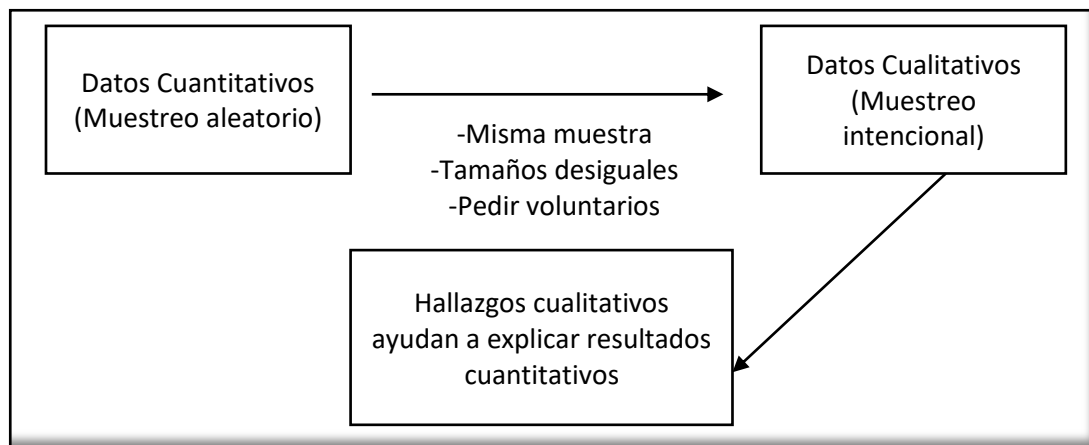 Datos Cuantitativos
(Muestreo aleatorio)
-Misma muestra
-Tamaños desiguales
-Pedir voluntarios
Datos Cualitativos
(Muestreo
intencional)
Hallazgos cualitativos
ayudan a explicar resultados
cuantitativos